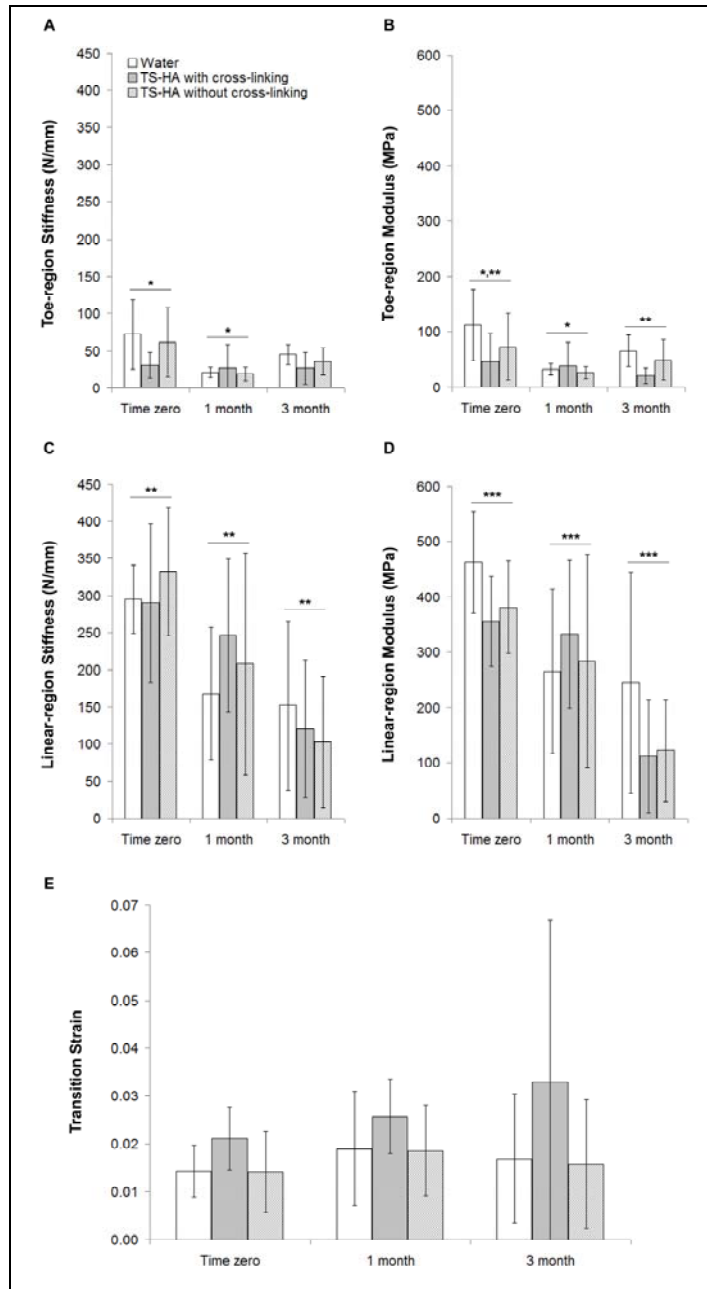 A
450
400
350
300
250
200
150
100
50
0
Toe-region Stiffness (N/mm)
Water
TS-HA with cross-linking
TS-HA without cross-linking
*
*
Time zero
1 month
3 month
B
600
500
400
300
200
100
0
Toe-region Modulus (MPa)
*,**
*
**
Time zero
1 month
3 month
C
450
400
350
300
250
200
150
100
50
0
Linear-region Stiffness (N/mm)
**
**
**
Time zero
1 month
3 month
D
600
500
400
300
200
100
0
Linear-region Modulus (MPa)
***
***
***
Time zero
1 month
3 month
E
0.07
0.06
0.05
0.04
0.03
0.02
0.01
0.00
Transition Strain
Time zero
1 month
3 month